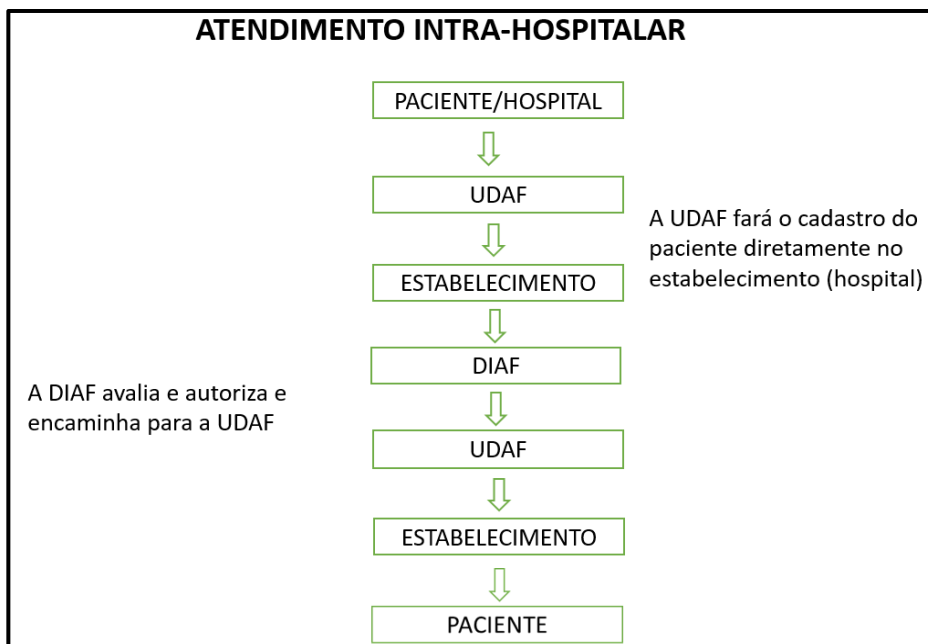 ATENDIMENTO INTRA-HOSPITALAR
PACIENTE/HOSPITAL
UDAF
A UDAF fará o cadastro do
paciente diretamente no
estabelecimento (hospital)
ESTABELECIMENTO
DIAF
A DIAF avalia e autoriza e
encaminha para a UDAF
UDAF
ESTABELECIMENTO
PACIENTE